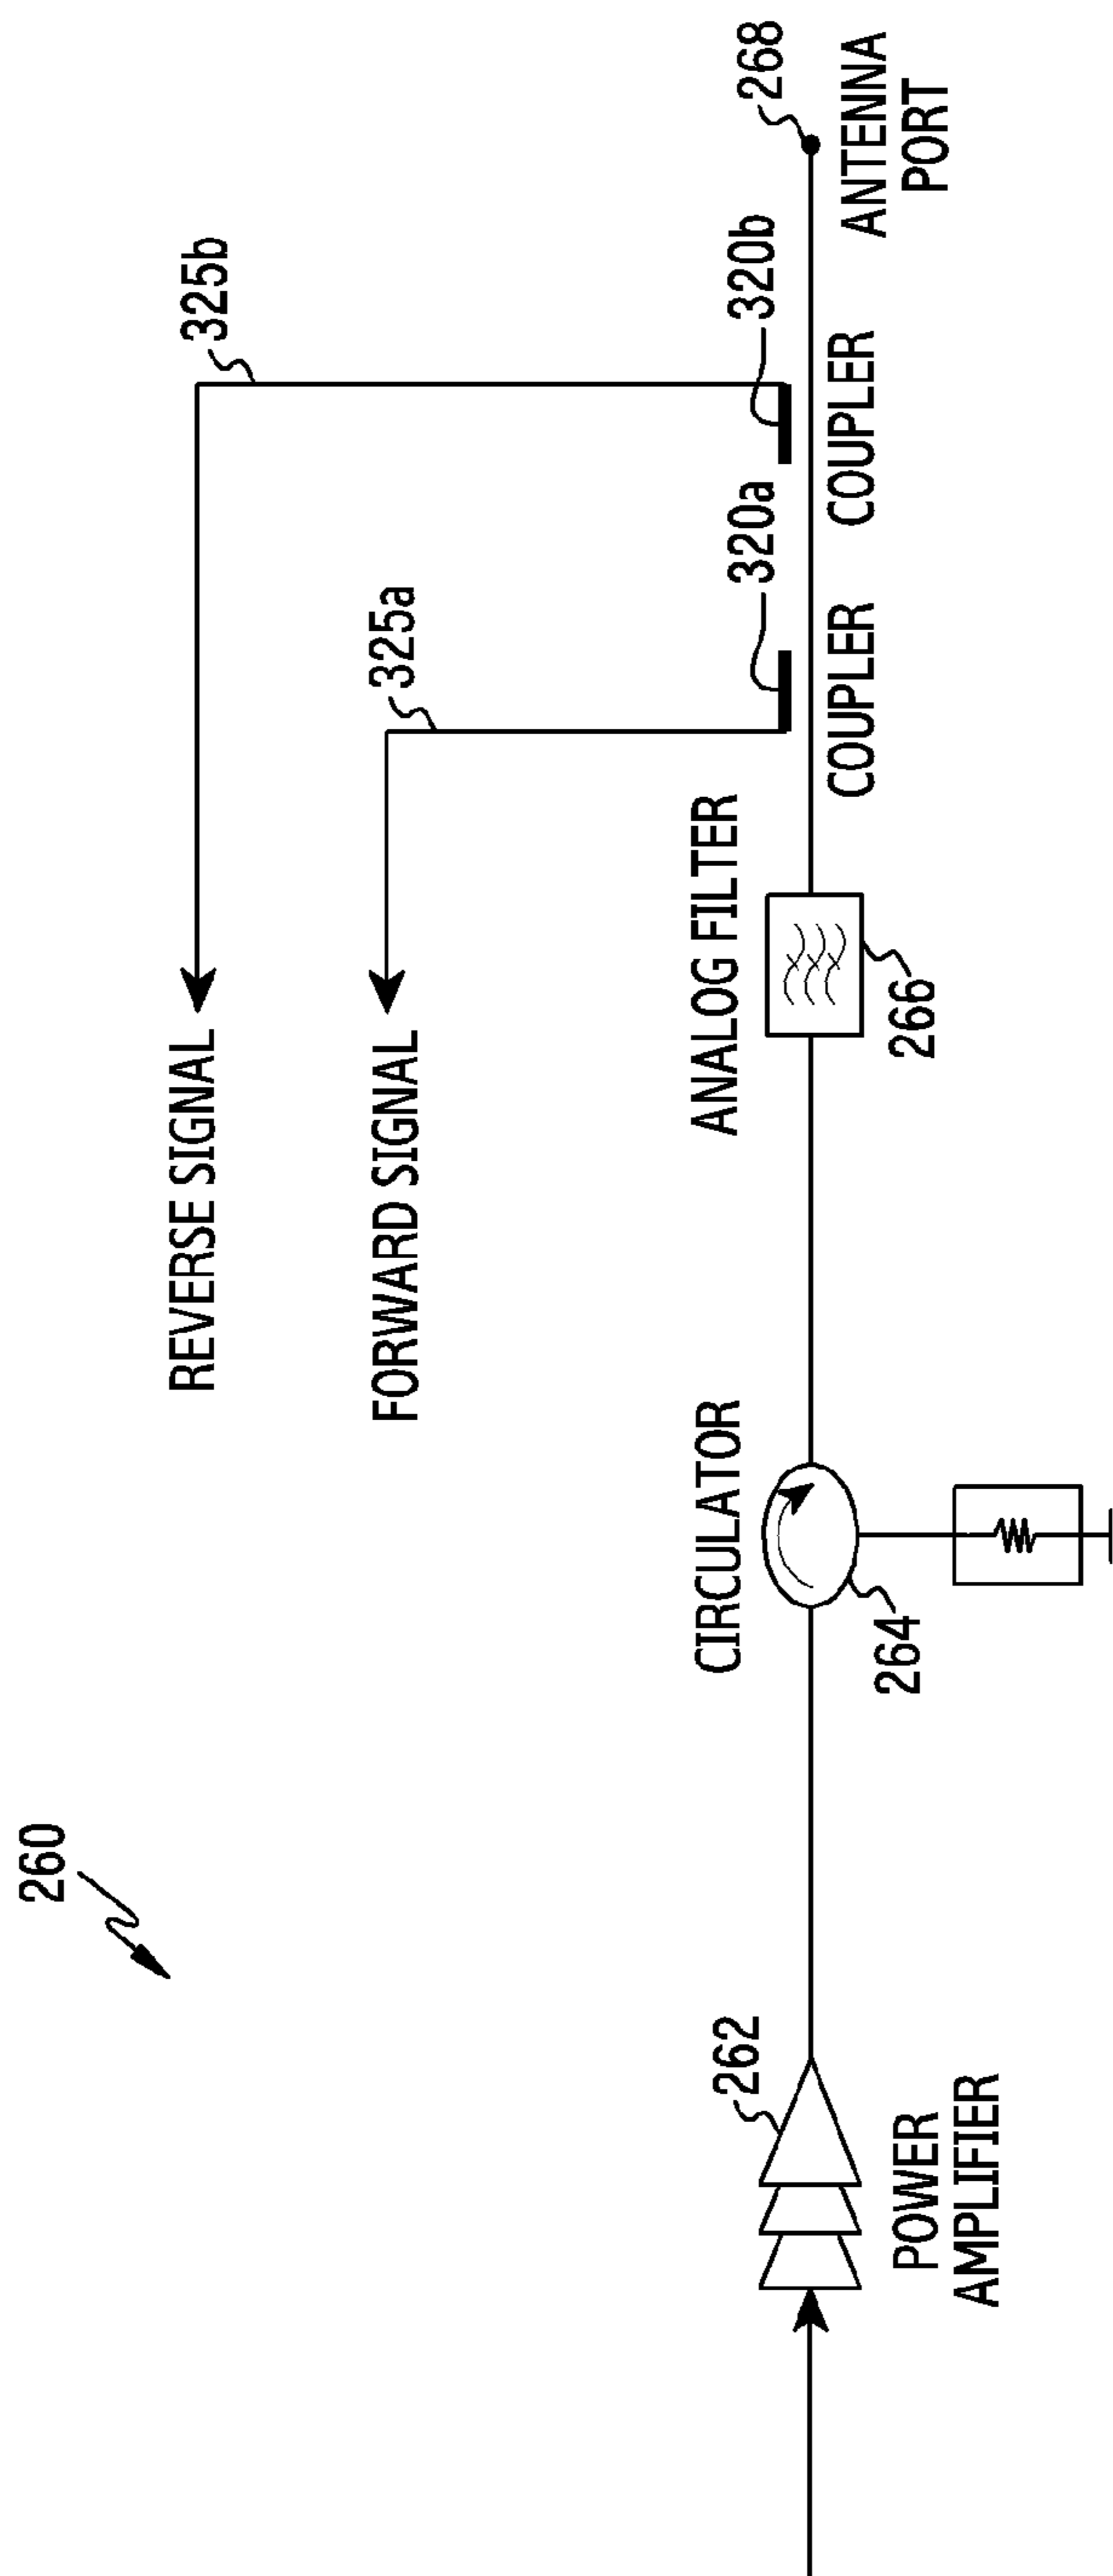 260
REVERSE SIGNAL
325b
FORWARD SIGNAL
325a
262
POWER
AMPLIFIER
CIRCULATOR
264
ANALOG FILTER
266
320a
COUPLER
320b
COUPLER
268
ANTENNA
PORT